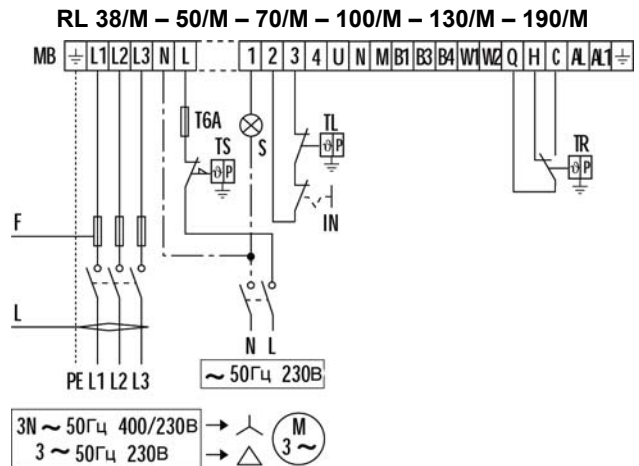 RL 38/M – 50/M – 70/M – 100/M – 130/M – 190/M
MB L1 L2 L3 N L 1 2 3 4 U N M B1 B3 B4 W1 W2 Q H C AL AL1
T6A
S
TL
ϑ P
TS
ϑ P
TR
ϑ P
IN
F
L
N L
PE L1 L2 L3
~ 50Гц 230В
3N ~ 50Гц 400/230В
3 ~ 50Гц 230В
M
3 ~